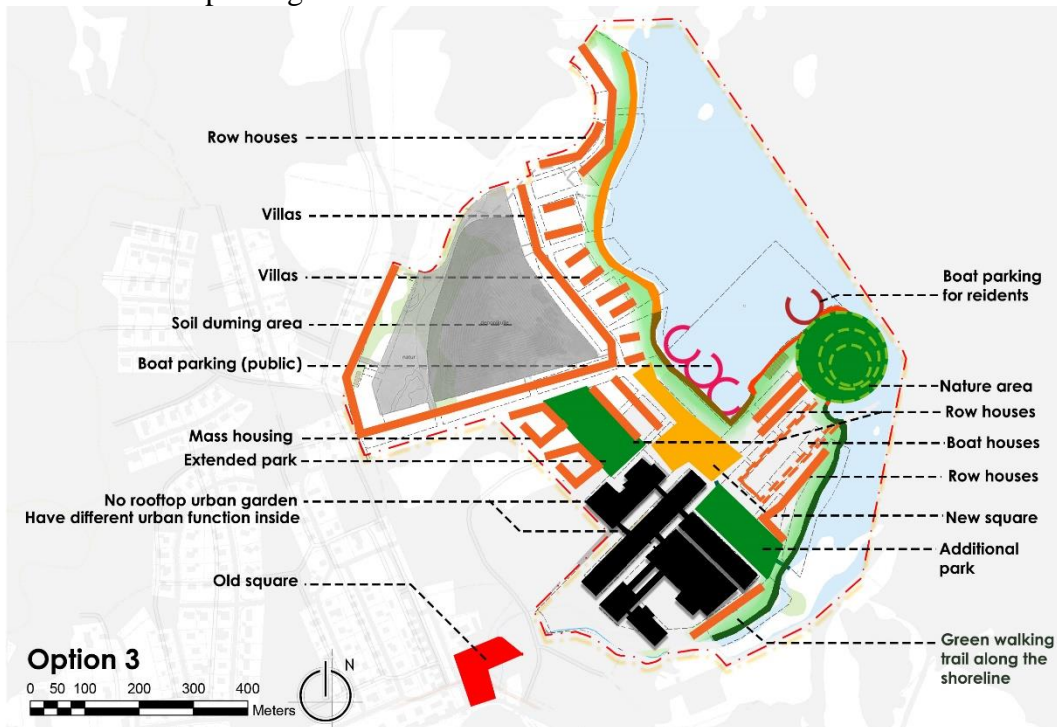 Row houses
Villas
Villas
Soil duming area
Boat parking (public)
Mass housing
Extended park
No rooftop urban garden
Have different urban function inside
Old square
Boat parking
for reidents
Nature area
Row houses
Boat houses
Row houses
New square
Additional
park
Green walking
trail along the
shoreline
Option 3
N
0 50 100 200 300 400
Meters